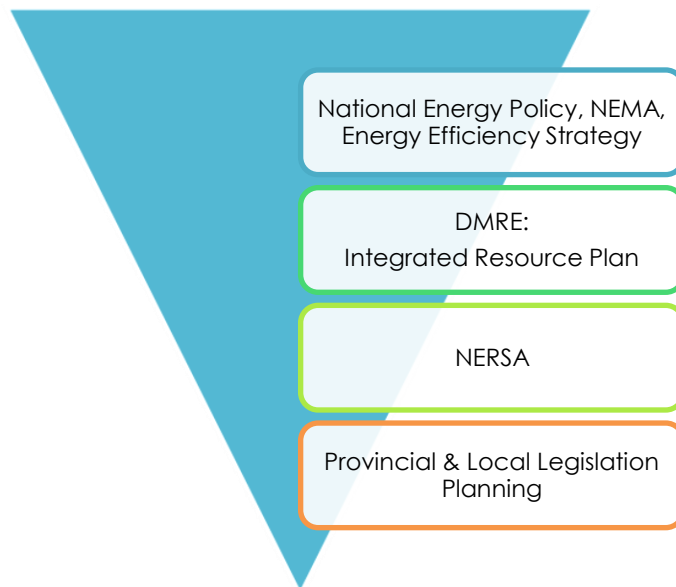 National Energy Policy, NEMA,
Energy Efficiency Strategy
DMRE:
Integrated Resource Plan
NERSA
Provincial & Local Legislation
Planning